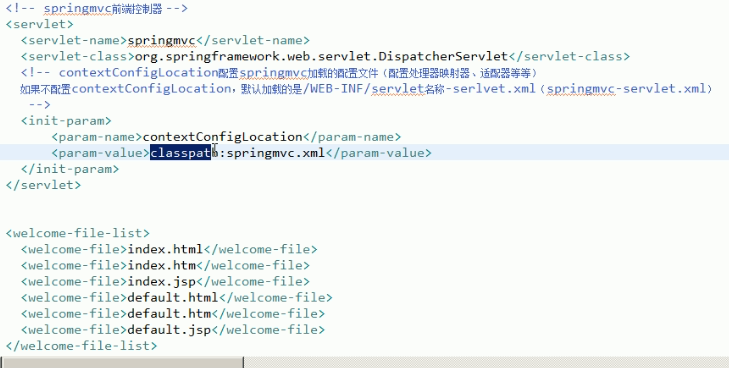 <!-- springmvc前端控制器 -->
<servlet>
<servlet-name>springmvc</servlet-name>
<servlet-class>org.springframework.web.servlet.DispatcherServlet</servlet-class>
<!-- contextConfigLocation配置springmvc加载的配置文件（配置处理器映射器、适配器等等）
如果不配置contextConfigLocation，默认加载的是/WEB-INF/servlet名称-serlvet.xml（springmvc-servlet.xml）
-->
<init-param>
<param-name>contextConfigLocation</param-name>
<param-value>classpath:springmvc.xml</param-value>
</init-param>
</servlet>
<welcome-file-list>
<welcome-file>index.html</welcome-file>
<welcome-file>index.htm</welcome-file>
<welcome-file>index.jsp</welcome-file>
<welcome-file>default.html</welcome-file>
<welcome-file>default.htm</welcome-file>
<welcome-file>default.jsp</welcome-file>
</welcome-file-list>